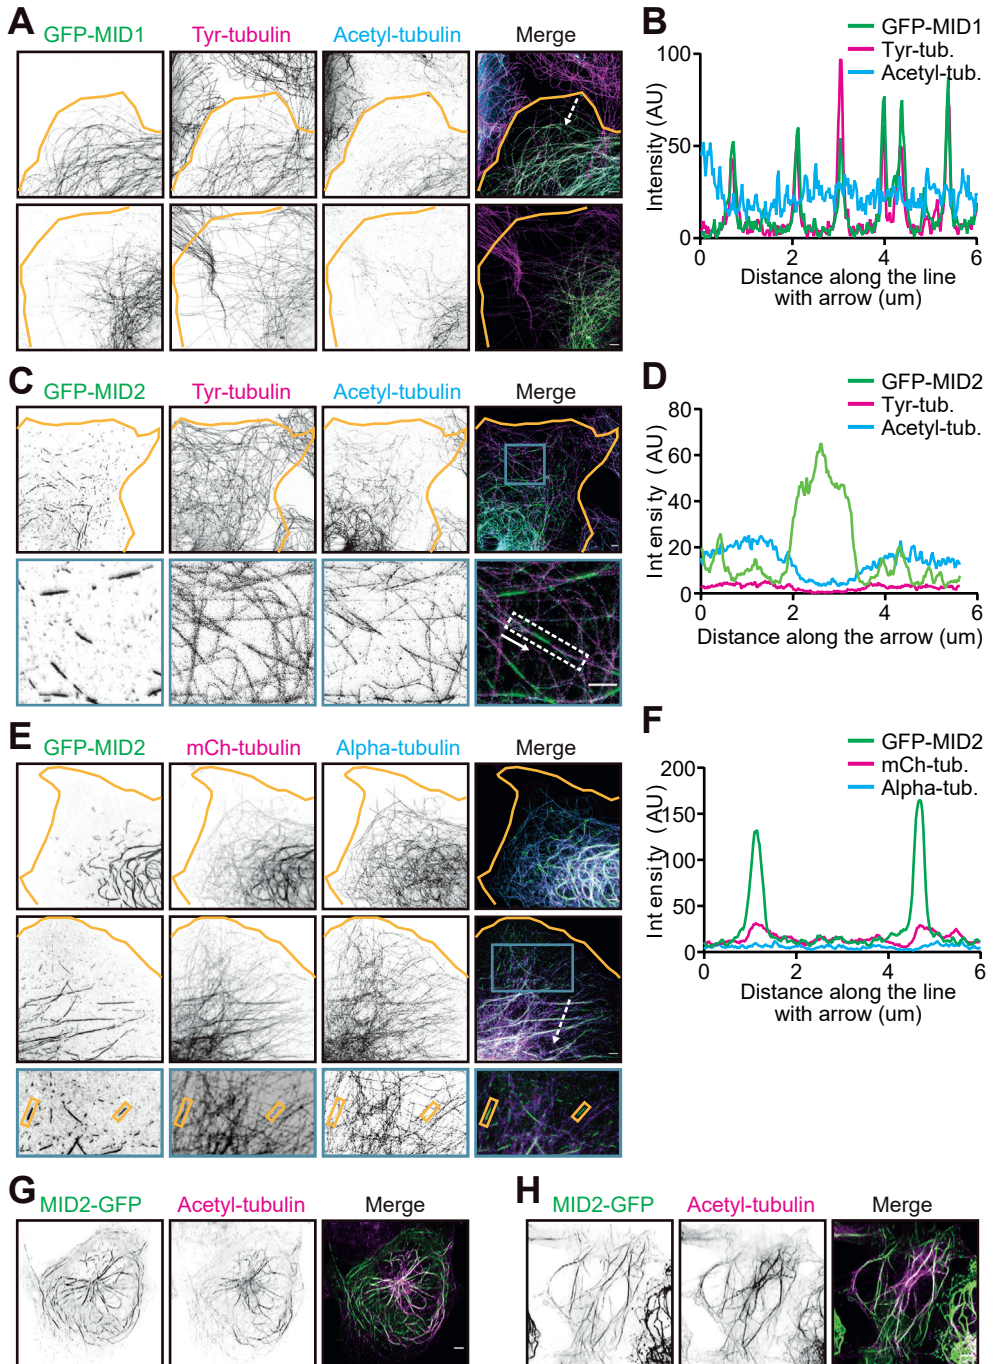 A
GFP-MID1 Tyr-tubulin Acetyl-tubulin Merge
B
GFP-MID1
Tyr-tub.
Acetyl-tub.
Intensity (AU)
100
50
0
0 2 4 6
Distance along the line
with arrow (um)
C
GFP-MID2 Tyr-tubulin Acetyl-tubulin Merge
D
GFP-MID2
Tyr-tub.
Acetyl-tub.
Int ensity ( AU)
80
60
40
20
0
0 2 4 6
Distance along the arrow (um)
E
GFP-MID2 mCh-tubulin Alpha-tubulin Merge
F
GFP-MID2
mCh-tub.
Alpha-tub.
Int ensity ( AU)
200
150
100
50
0
0 2 4 6
Distance along the line
with arrow (um)
G
MID2-GFP Acetyl-tubulin Merge
H
MID2-GFP Acetyl-tubulin Merge